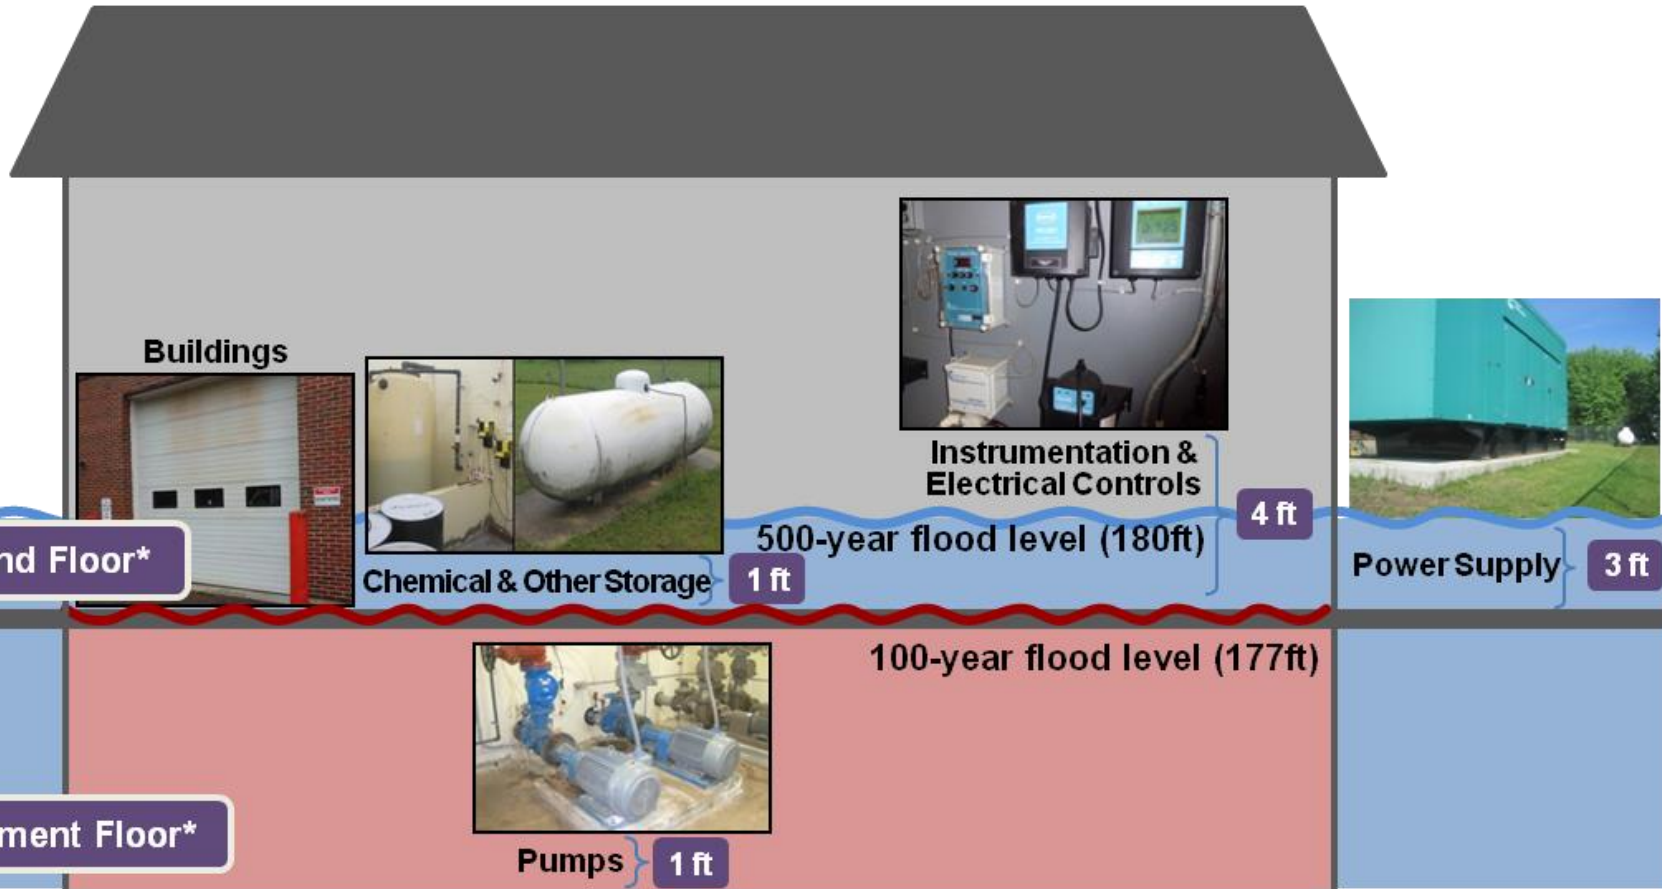 Buildings
Instrumentation &
Electrical Controls
4 ft
500-year flood level (180ft)
nd Floor*
Chemical & Other Storage
1 ft
Power Supply
3 ft
100-year flood level (177ft)
ment Floor*
Pumps
1 ft